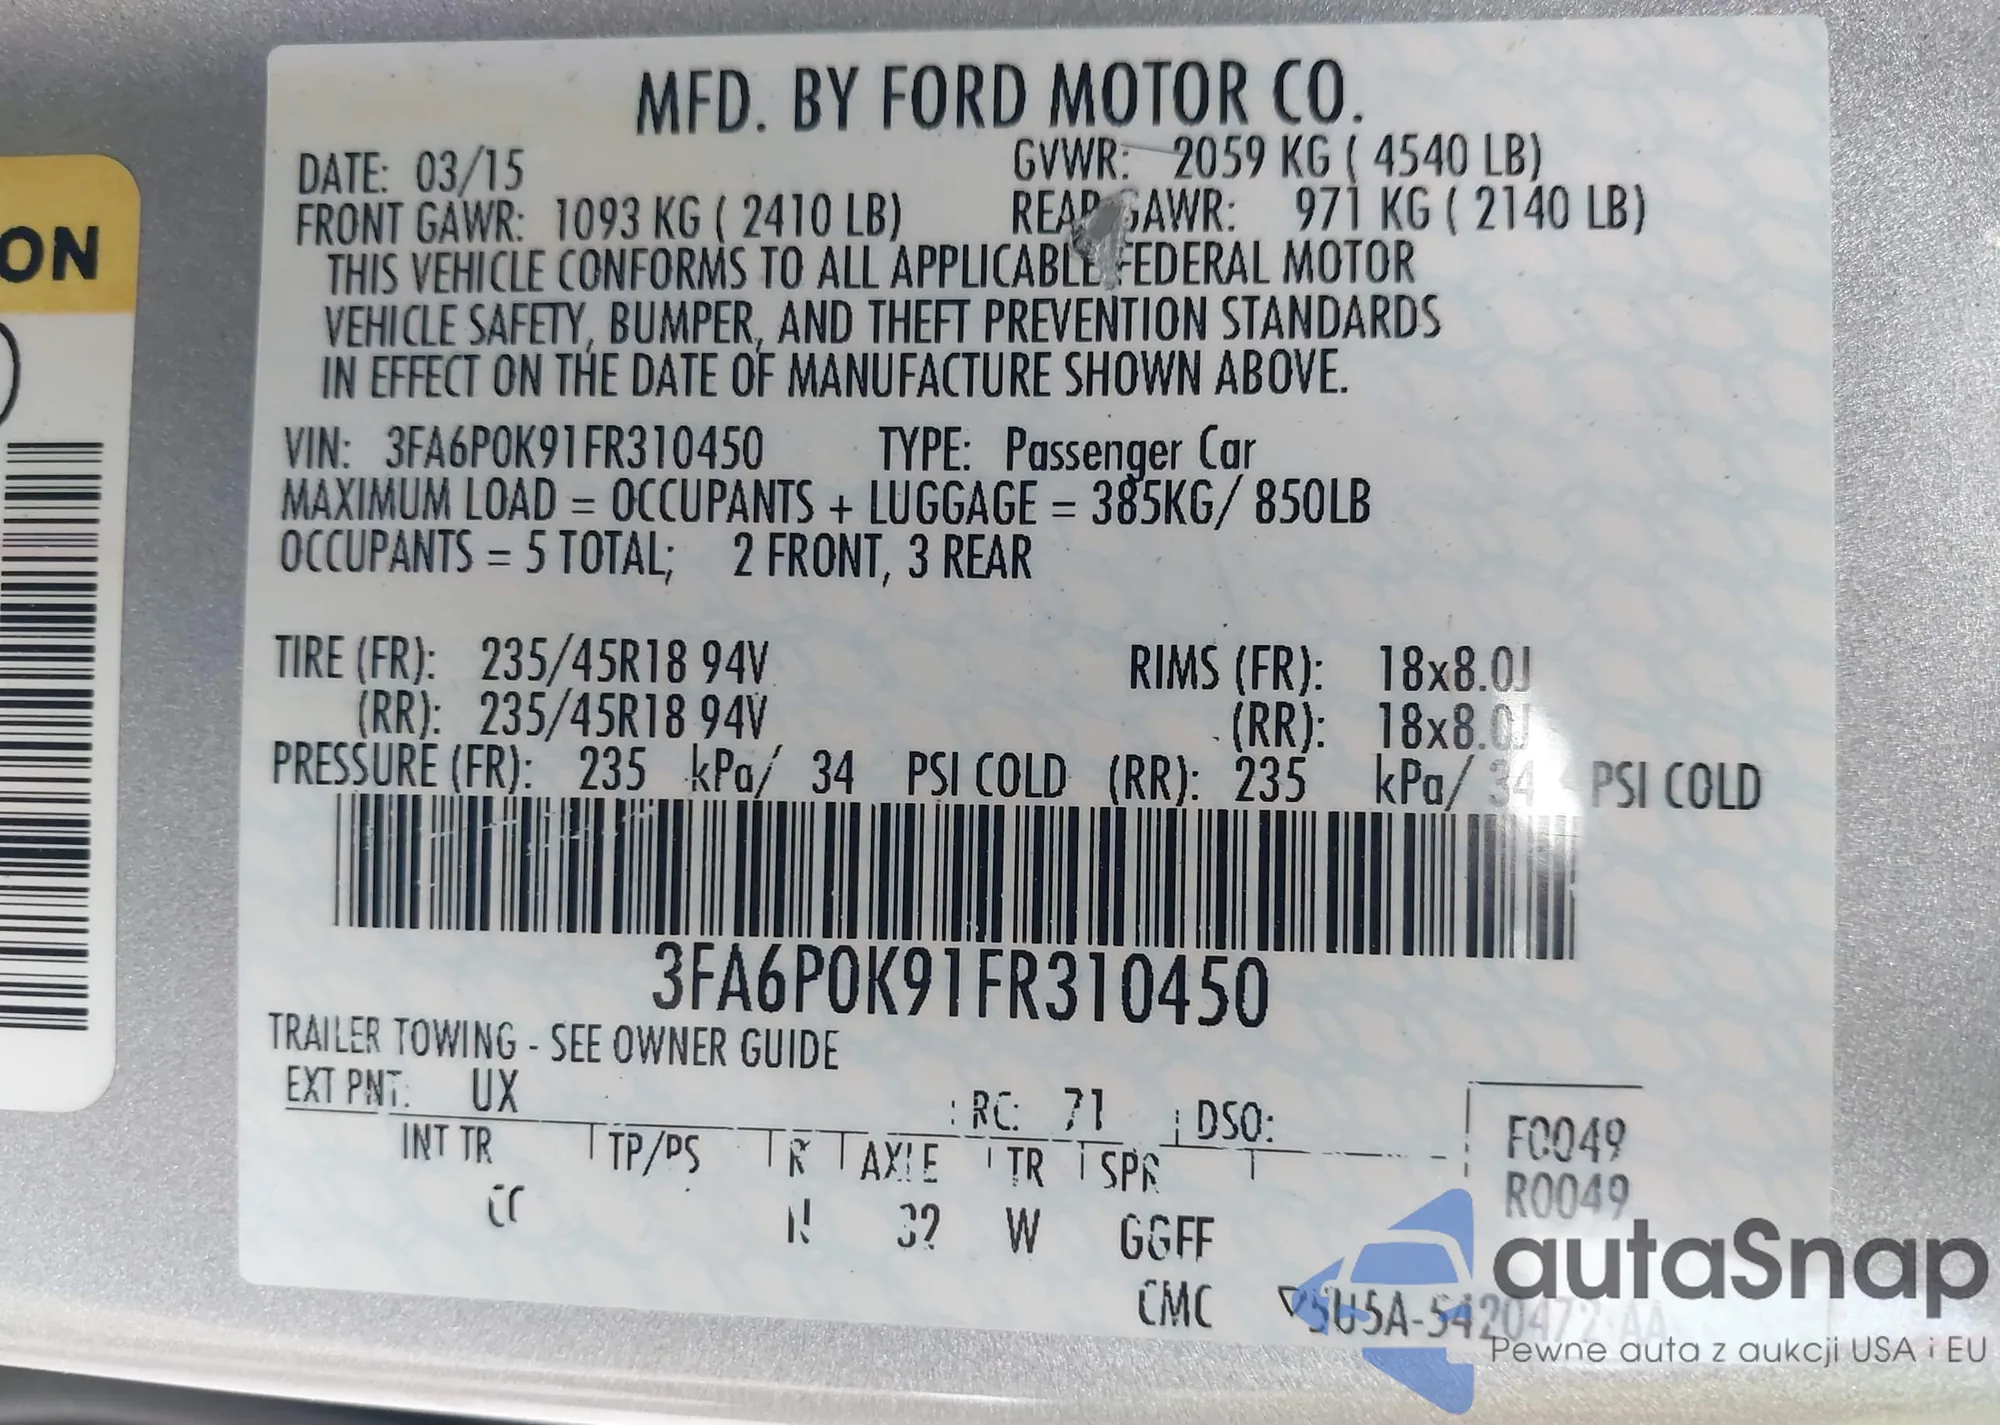 MFD. BY FORD MOTOR CO.
DATE: 03/15 GVWR: 2059 KG ( 4540 LB)
FRONT GAWR: 1093 KG ( 2410 LB) REAR GAWR: 971 KG ( 2140 LB)
THIS VEHICLE CONFORMS TO ALL APPLICABLE FEDERAL MOTOR
VEHICLE SAFETY, BUMPER, AND THEFT PREVENTION STANDARDS
IN EFFECT ON THE DATE OF MANUFACTURE SHOWN ABOVE.
ON
VIN: 3FA6P0K91FR310450 TYPE: Passenger Car
MAXIMUM LOAD = OCCUPANTS + LUGGAGE = 385KG/ 850LB
OCCUPANTS = 5 TOTAL; 2 FRONT, 3 REAR
TIRE (FR): 235/45R18 94V RIMS (FR): 18x8.0J
(RR): 235/45R18 94V (RR): 18x8.0J
PRESSURE (FR): 235 kPa/ 34 PSI COLD (RR): 235 kPa/ 34 PSI COLD
3FA6P0K91FR310450
TRAILER TOWING - SEE OWNER GUIDE
EXT PNT: UX RC: 71 DSO:
INT TR TP/PS R AXLE TR SPR
W GGFF
F0049
R0049
CMC
autaSnap
Pewne auta z aukcji USA i EU